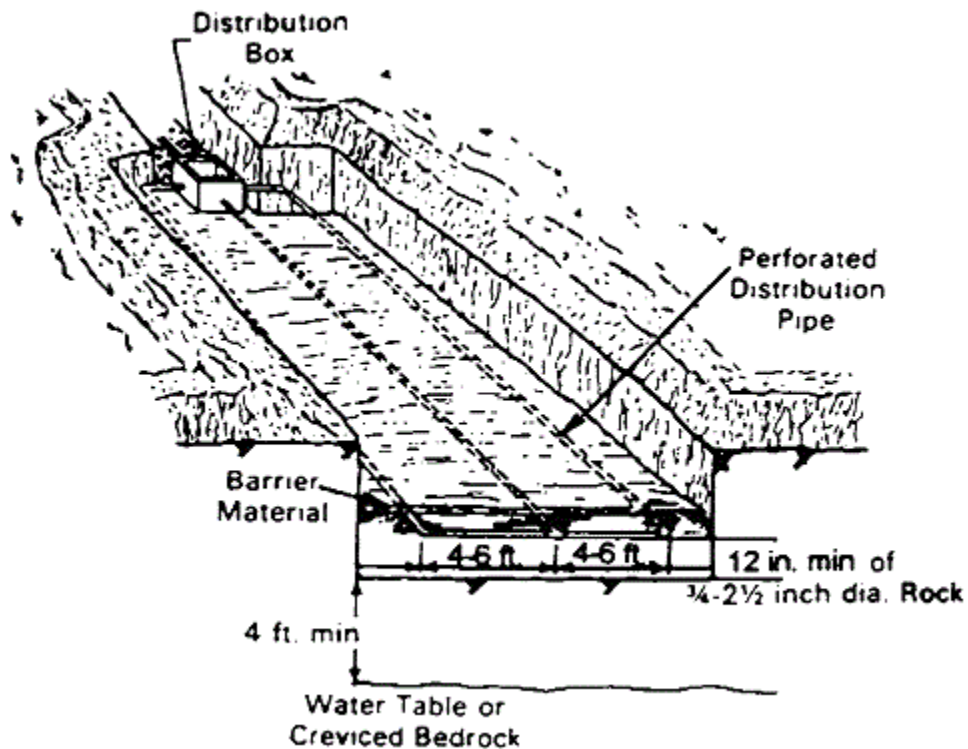 Distribution
Box
Perforated
Distribution
Pipe
Barrier
Material
4-6 ft.
4-6 ft.
12 in. min of
¾-2½ inch dia. Rock
4 ft. min
Water Table or
Creviced Bedrock